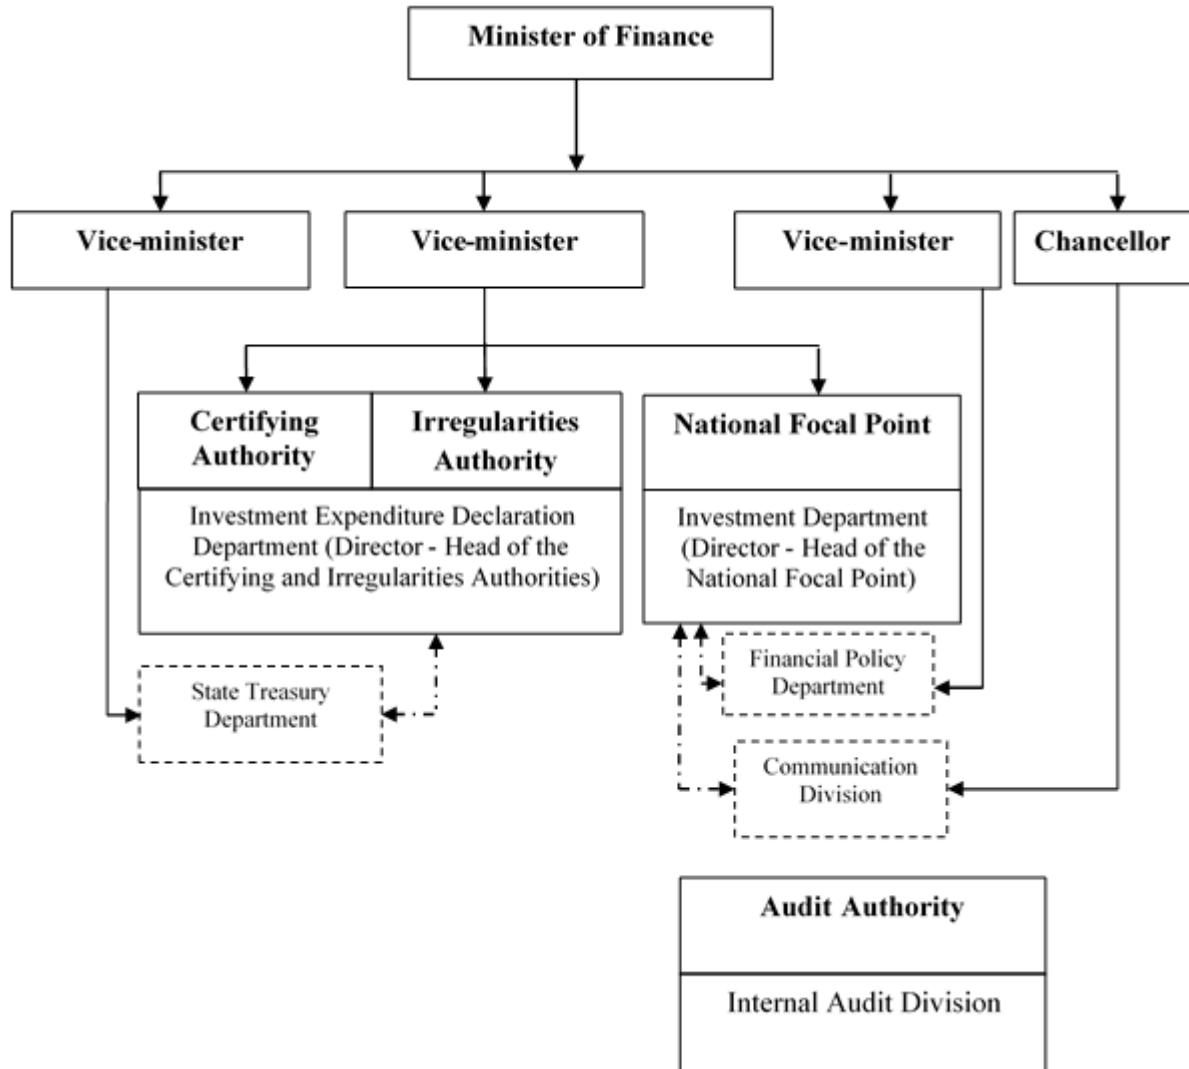 Minister of Finance
Vice-minister
Vice-minister
Vice-minister
Chancellor
Certifying
Authority
Irregularities
Authority
National Focal Point
Investment Expenditure Declaration
Department (Director - Head of the
Certifying and Irregularities Authorities)
Investment Department
(Director - Head of the
National Focal Point)
State Treasury
Department
Financial Policy
Department
Communication
Division
Audit Authority
Internal Audit Division